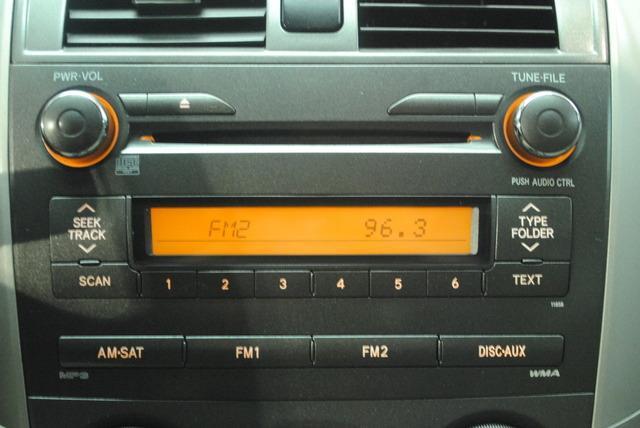 PWR·VOL
TUNE·FILE
PUSH AUDIO CTRL
SEEK
TRACK
FM2 96.3
TYPE
FOLDER
SCAN
1 2 3 4 5 6
TEXT
AM·SAT FM1 FM2 DISC·AUX
MP3
WMA